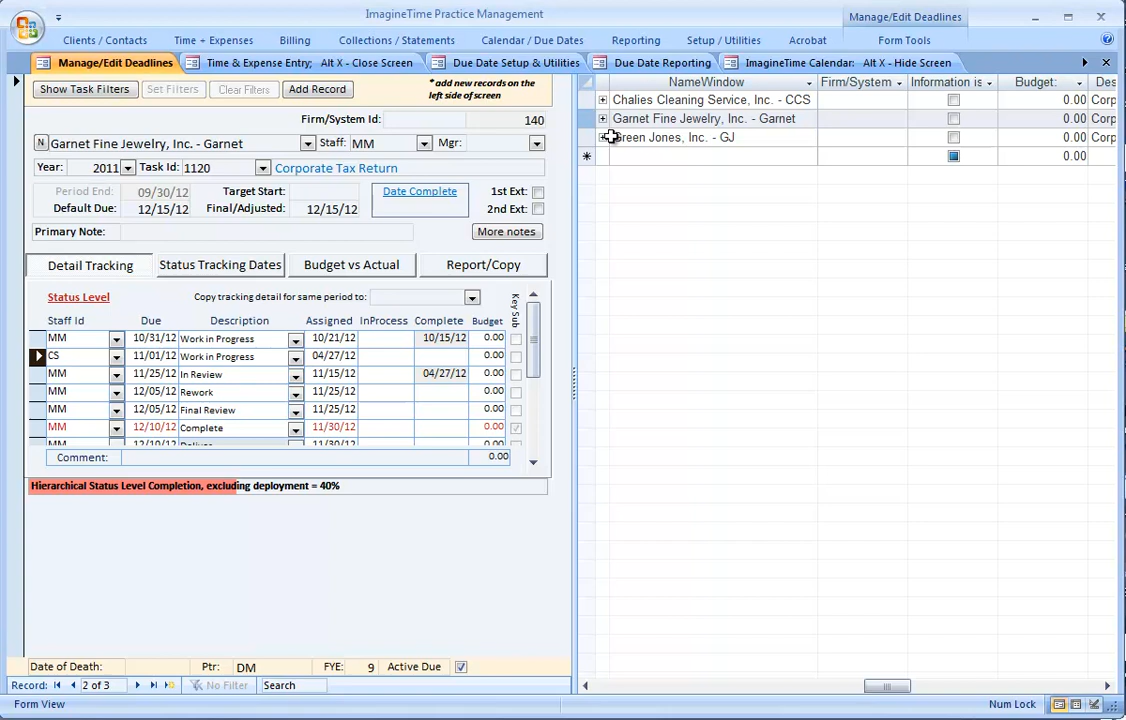 ImagineTime Practice Management
Manage/Edit Deadlines
Clients / Contacts Time + Expenses Billing Collections / Statements Calendar / Due Dates Reporting Setup / Utilities Acrobat Form Tools
Manage/Edit Deadlines Time & Expense Entry; Alt X - Close Screen Due Date Setup & Utilities Due Date Reporting ImagineTime Calendar: Alt X - Hide Screen
Show Task Filters Set Filters Clear Filters Add Record
* add new records on the
left side of screen
Firm/System Id: 140
N Garnet Fine Jewelry, Inc. - Garnet Staff: MM Mgr:
Year: 2011 Task Id: 1120 Corporate Tax Return
Period End: 09/30/12 Target Start: Date Complete 1st Ext:
Default Due: 12/15/12 Final/Adjusted: 12/15/12 2nd Ext:
Primary Note: More notes
Detail Tracking Status Tracking Dates Budget vs Actual Report/Copy
Status Level Copy tracking detail for same period to: Key Sub
Staff Id Due Description Assigned InProcess Complete Budget
MM 10/31/12 Work in Progress 10/21/12 10/15/12 0.00
CS 11/01/12 Work in Progress 04/27/12 0.00
MM 11/25/12 In Review 11/15/12 04/27/12 0.00
MM 12/05/12 Rework 11/25/12 0.00
MM 12/05/12 Final Review 11/25/12 0.00
MM 12/10/12 Complete 11/30/12 0.00
MM 12/10/12 Deliver 11/30/12 0.00
Comment: 0.00
Hierarchical Status Level Completion, excluding deployment = 40%
Date of Death: Ptr: DM FYE: 9 Active Due
Record: 2 of 3 No Filter Search
Form View Num Lock
NameWindow Firm/System Information is Budget: Des
Chalies Cleaning Service, Inc. - CCS 0.00 Corp
Garnet Fine Jewelry, Inc. - Garnet 0.00 Corp
Green Jones, Inc. - GJ 0.00 Corp
0.00